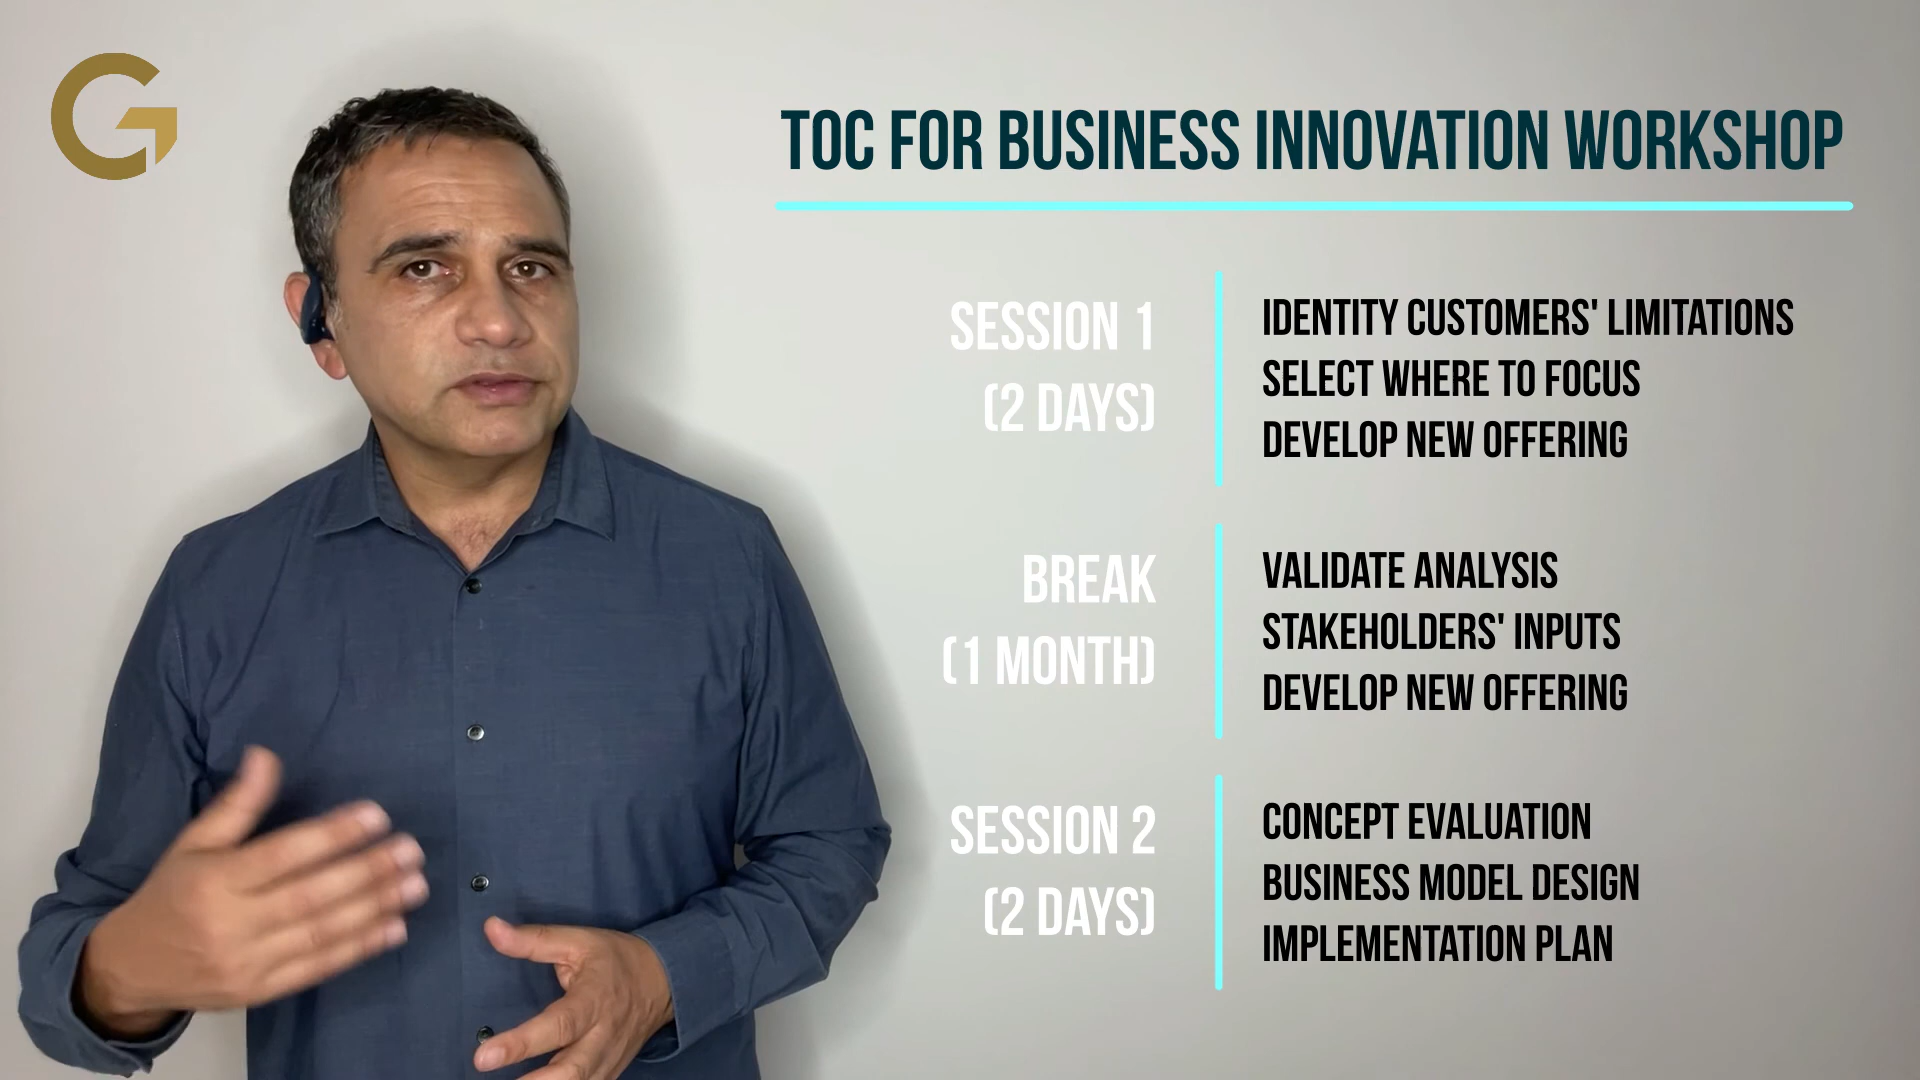 G
TOC FOR BUSINESS INNOVATION WORKSHOP
SESSION 1
(2 DAYS)
IDENTITY CUSTOMERS' LIMITATIONS
SELECT WHERE TO FOCUS
DEVELOP NEW OFFERING
BREAK
(1 MONTH)
VALIDATE ANALYSIS
STAKEHOLDERS' INPUTS
DEVELOP NEW OFFERING
SESSION 2
(2 DAYS)
CONCEPT EVALUATION
BUSINESS MODEL DESIGN
IMPLEMENTATION PLAN